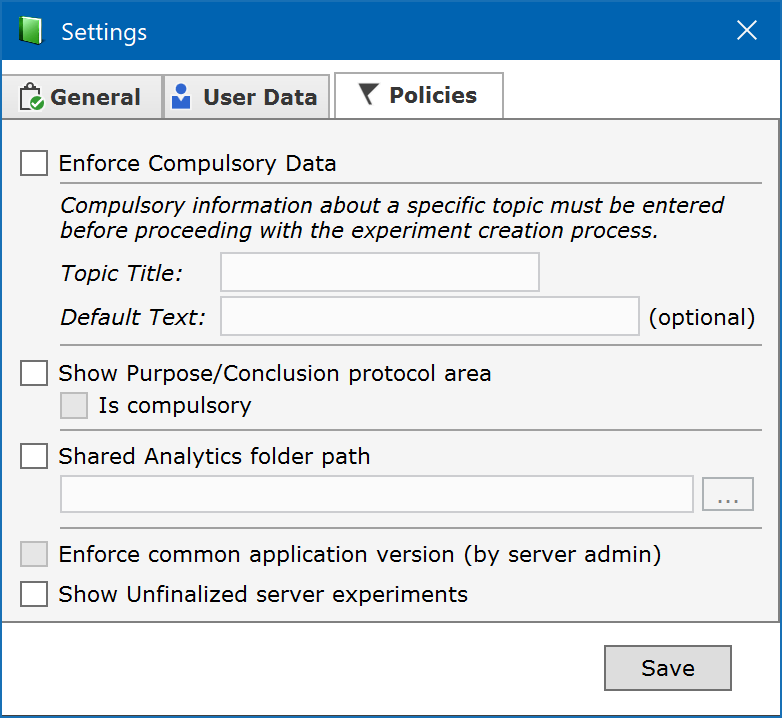 Settings
General
User Data
Policies
Enforce Compulsory Data
Compulsory information about a specific topic must be entered
before proceeding with the experiment creation process.
Topic Title:
Default Text:
(optional)
Show Purpose/Conclusion protocol area
Is compulsory
Shared Analytics folder path
...
Enforce common application version (by server admin)
Show Unfinalized server experiments
Save